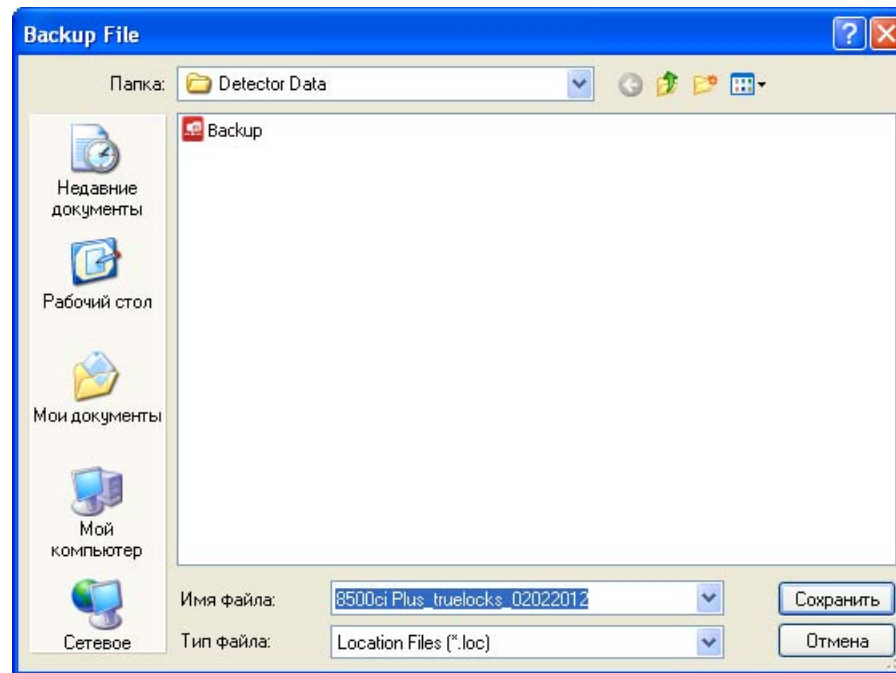 Backup File
Папка:
Detector Data
Backup
Недавние
документы
Рабочий стол
Мои документы
Мой
компьютер
Сетевое
Имя файла:
8500ci Plus_truelocks_02022012
Сохранить
Тип файла:
Location Files (*.loc)
Отмена